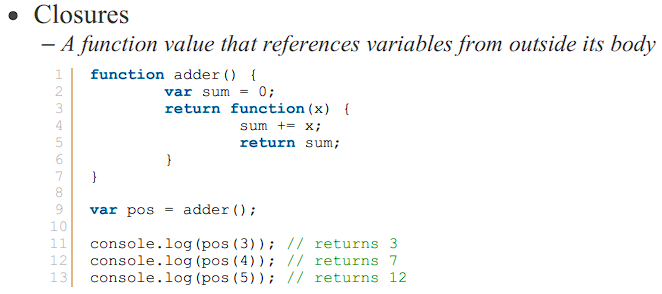 • Closures
– A function value that references variables from outside its body
1 function adder() {
2 var sum = 0;
3 return function(x) {
4 sum += x;
5 return sum;
6 }
7 }
8
9 var pos = adder();
10
11 console.log(pos(3)); // returns 3
12 console.log(pos(4)); // returns 7
13 console.log(pos(5)); // returns 12